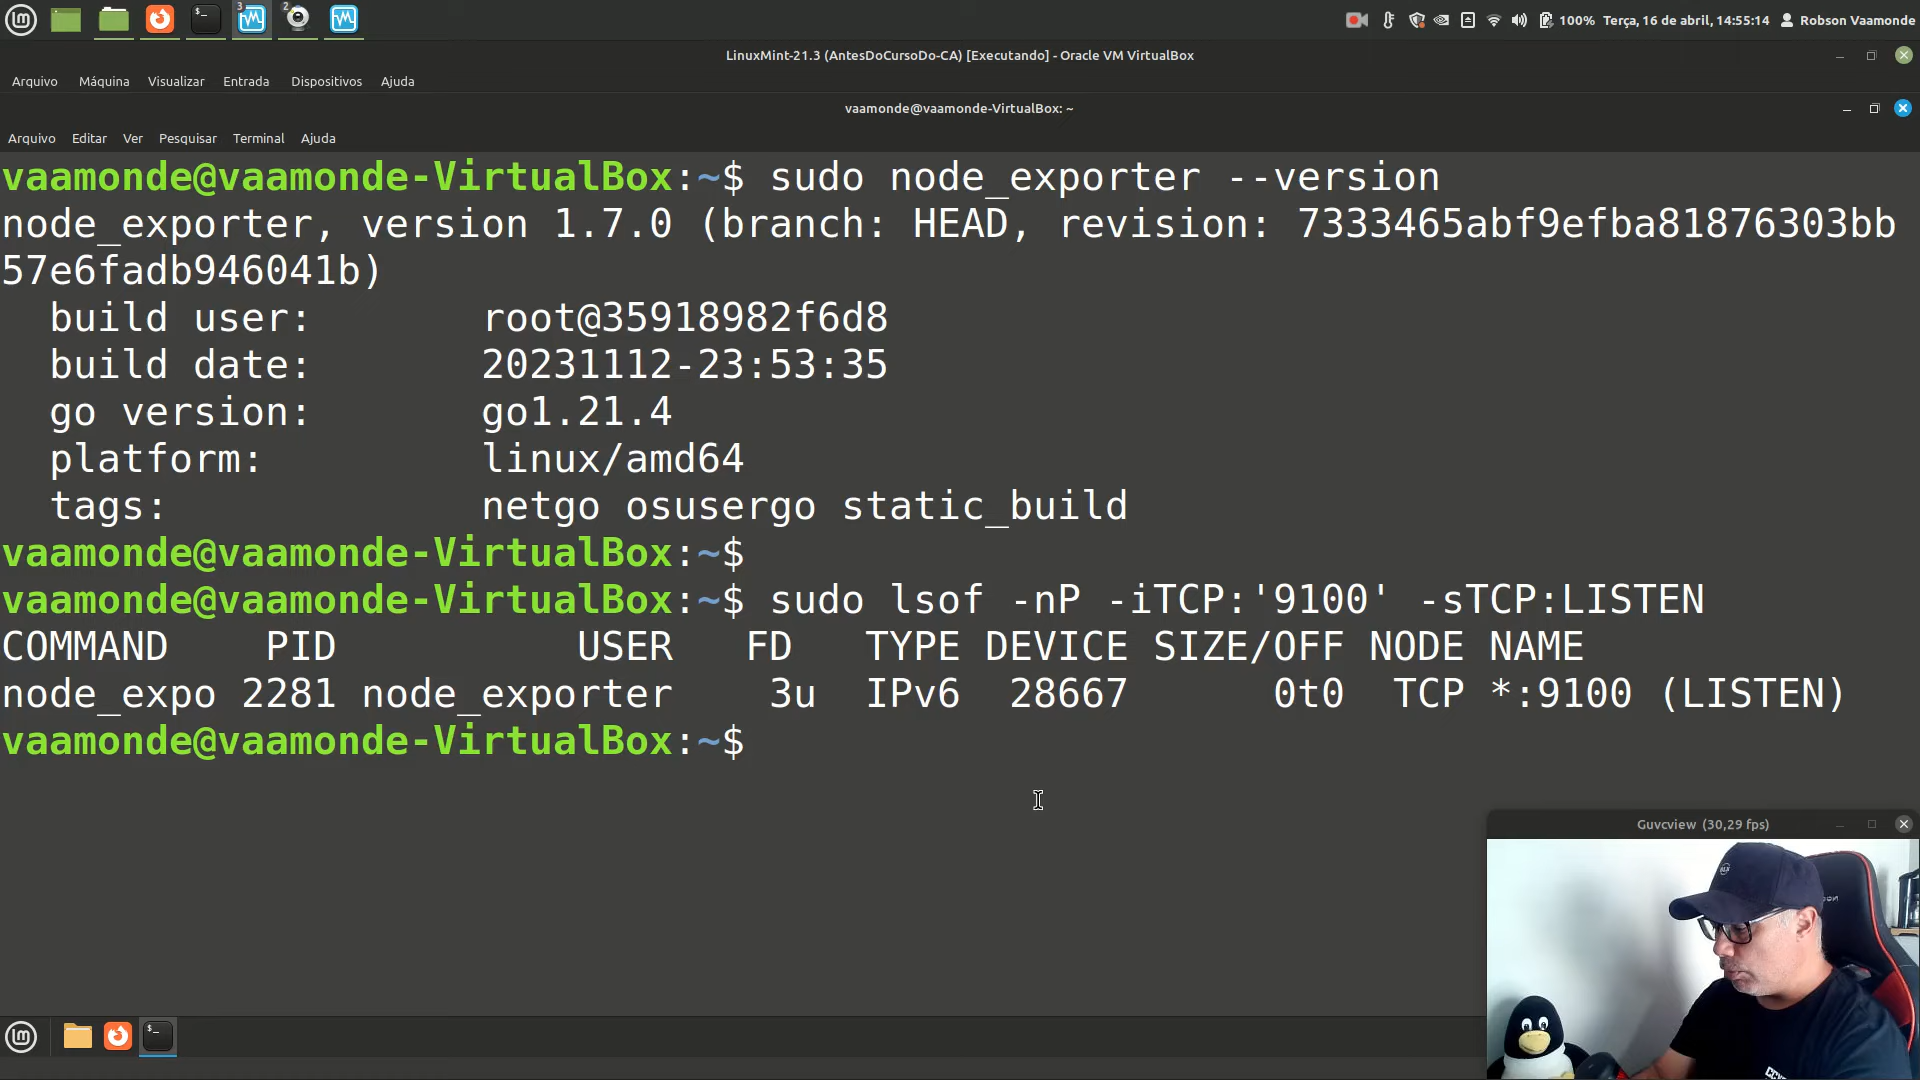 3
2
100% Terça, 16 de abril, 14:55:14 Robson Vaamonde
LinuxMint-21.3 (AntesDoCursoDo-CA) [Executando] - Oracle VM VirtualBox
Arquivo Máquina Visualizar Entrada Dispositivos Ajuda
vaamonde@vaamonde-VirtualBox: ~
Arquivo Editar Ver Pesquisar Terminal Ajuda
vaamonde@vaamonde-VirtualBox:~$ sudo node_exporter --version
node_exporter, version 1.7.0 (branch: HEAD, revision: 7333465abf9efba81876303bb
57e6fadb946041b)
build user: root@35918982f6d8
build date: 20231112-23:53:35
go version: go1.21.4
platform: linux/amd64
tags: netgo osusergo static_build
vaamonde@vaamonde-VirtualBox:~$
vaamonde@vaamonde-VirtualBox:~$ sudo lsof -nP -iTCP:'9100' -sTCP:LISTEN
COMMAND PID USER FD TYPE DEVICE SIZE/OFF NODE NAME
node_expo 2281 node_exporter 3u IPv6 28667 0t0 TCP *:9100 (LISTEN)
vaamonde@vaamonde-VirtualBox:~$
Guvcview (30,29 fps)